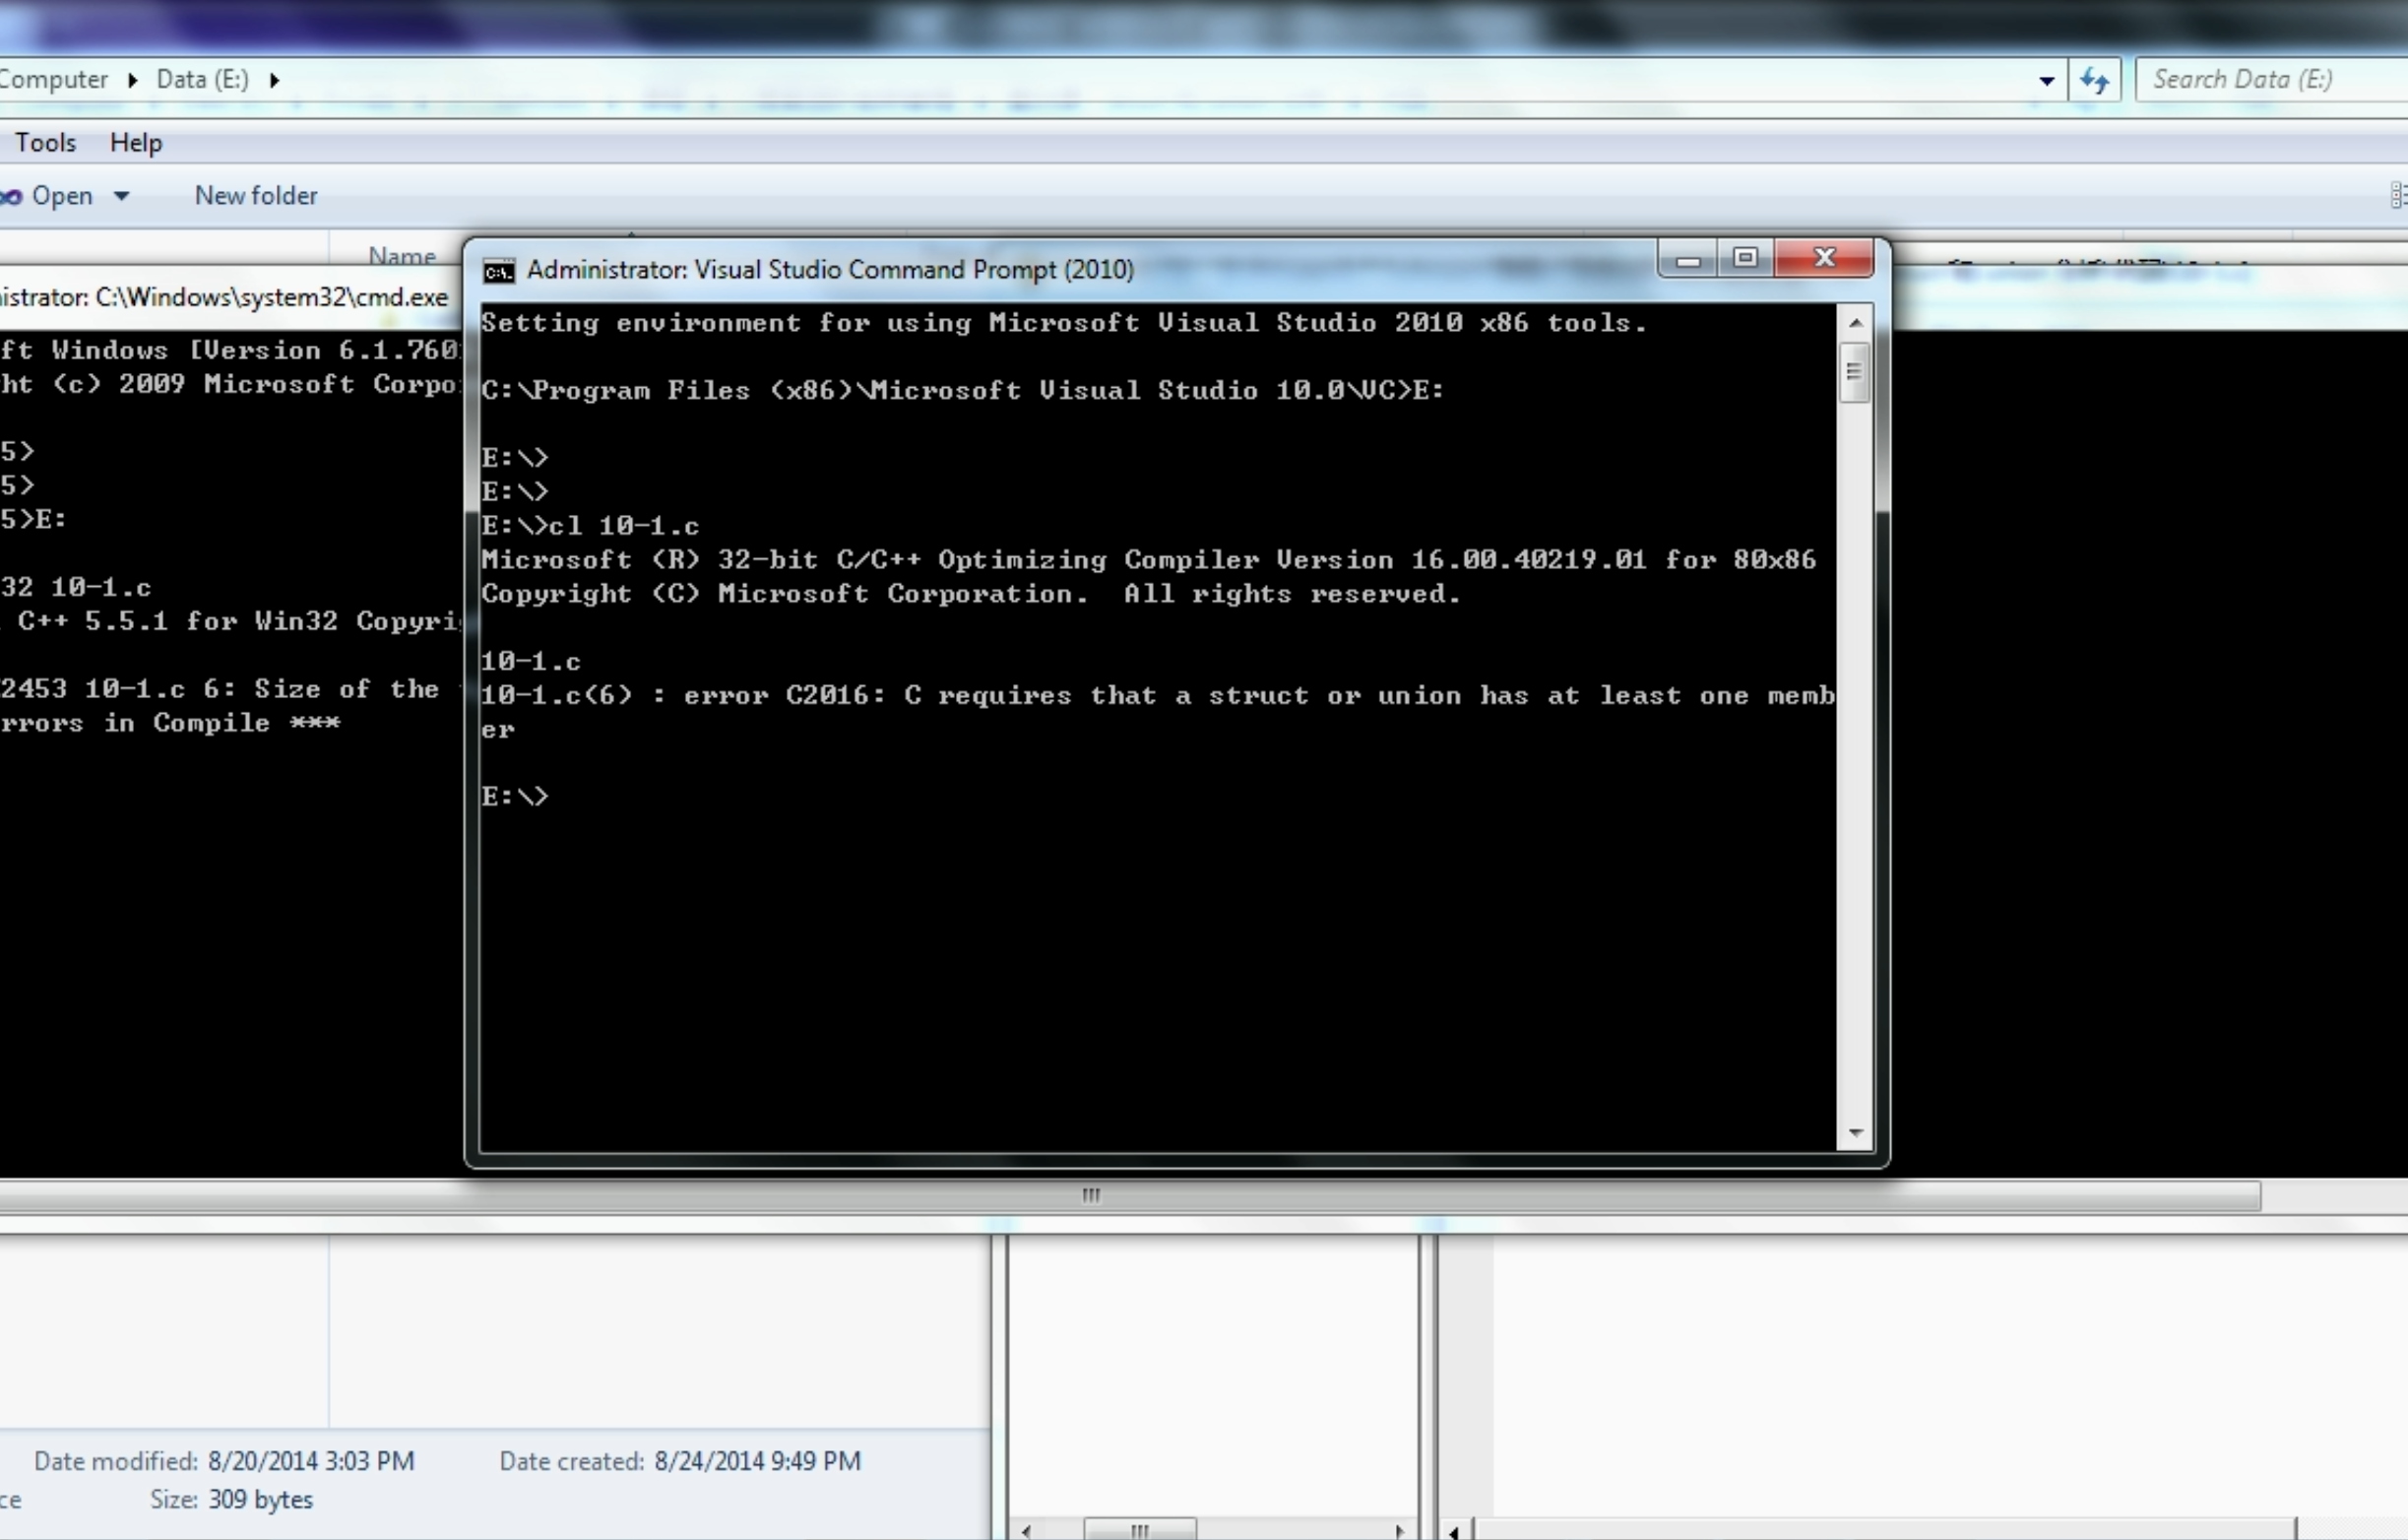 Computer ▸ Data (E:) ▸
Search Data (E:)
Tools Help
Open New folder
Name
Administrator: Visual Studio Command Prompt (2010)
istrator: C:\Windows\system32\cmd.exe
ft Windows [Version 6.1.760
ht (c) 2009 Microsoft Corpo
5>
5>
5>E:
32 10-1.c
C++ 5.5.1 for Win32 Copyri
2453 10-1.c 6: Size of the
rrors in Compile ***
Setting environment for using Microsoft Visual Studio 2010 x86 tools.
C:\Program Files (x86)\Microsoft Visual Studio 10.0\VC>E:
E:\>
E:\>
E:\>cl 10-1.c
Microsoft (R) 32-bit C/C++ Optimizing Compiler Version 16.00.40219.01 for 80x86
Copyright (C) Microsoft Corporation.  All rights reserved.
10-1.c
10-1.c(6) : error C2016: C requires that a struct or union has at least one memb
er
E:\>
Date modified: 8/20/2014 3:03 PM Date created: 8/24/2014 9:49 PM
ce Size: 309 bytes